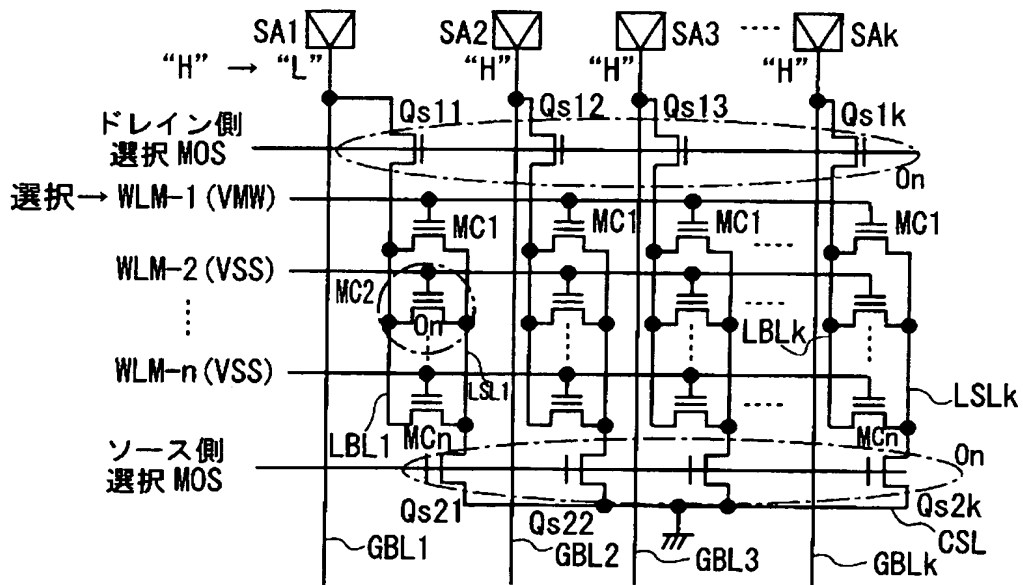 SA1 SA2 SA3 ····· SAk
“H” → “L” “H” “H” “H”
Qs11 Qs12 Qs13 Qs1k
ドレイン側
選択 MOS
On
選択→ WLM-1(VMW)
MC1 MC1 MC1 MC1
WLM-2(VSS)
MC2
On
LBLk
WLM-n(VSS)
LSL1
LSLk
LBL1
MCn MCn
ソース側
選択 MOS
On
Qs21 Qs22 Qs2k
CSL
GBL1 GBL2 GBL3 GBLk